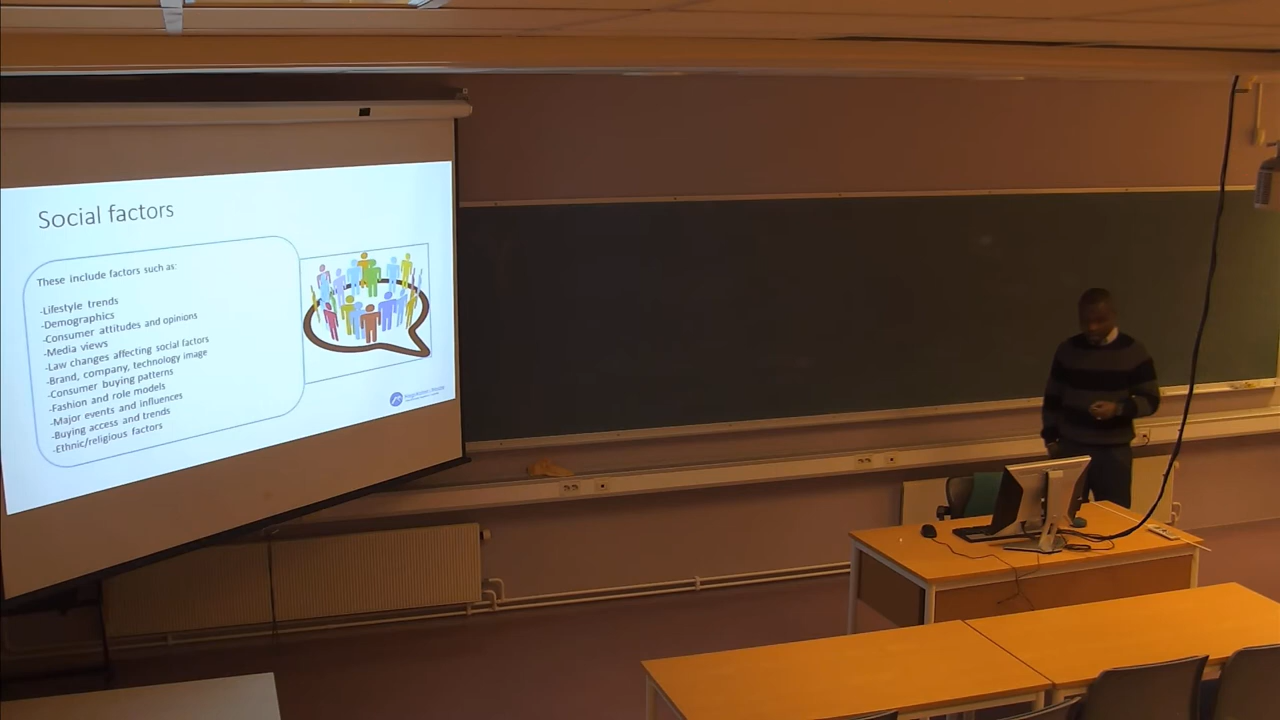 Social factors
These include factors such as:
-Lifestyle trends
-Demographics
-Consumer attitudes and opinions
-Media views
-Law changes affecting social factors
-Brand, company, technology image
-Consumer buying patterns
-Fashion and role models
-Major events and influences
-Buying access and trends
-Ethnic/religious factors